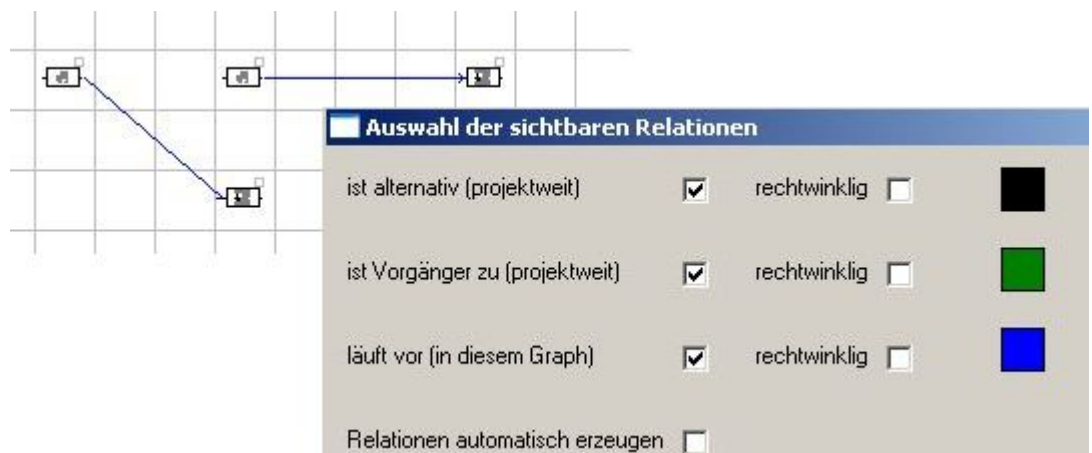 Auswahl der sichtbaren Relationen
ist alternativ (projektweit) rechtwinklig
ist Vorgänger zu (projektweit) rechtwinklig
läuft vor (in diesem Graph) rechtwinklig
Relationen automatisch erzeugen